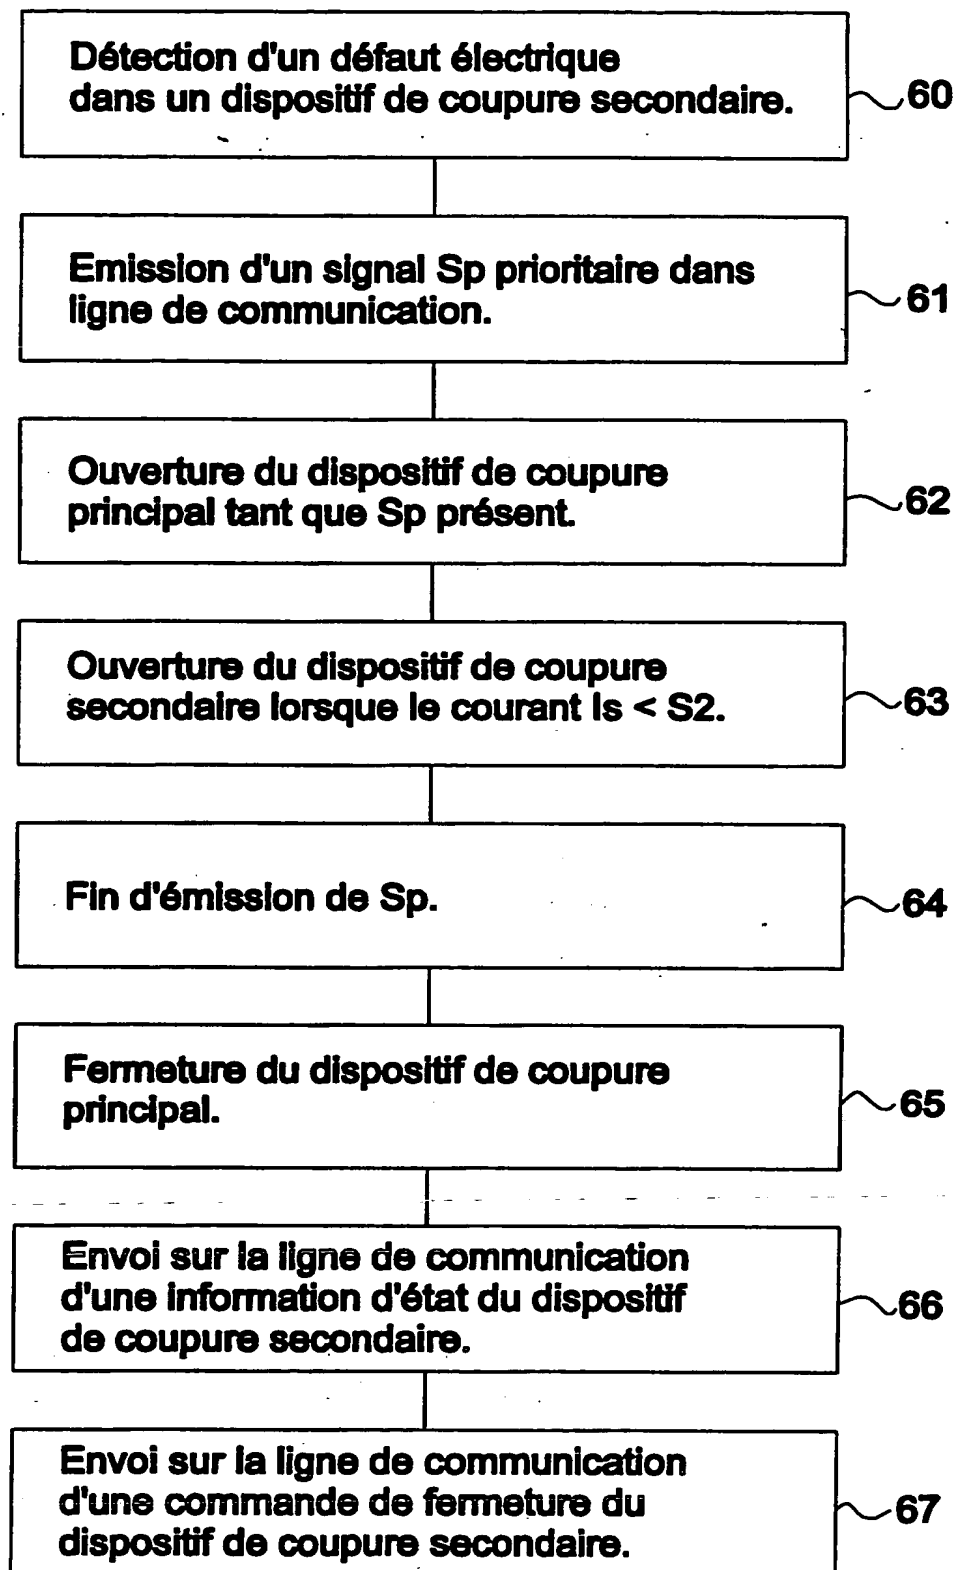 Détection d'un défaut électrique
dans un dispositif de coupure secondaire.
60
Emission d'un signal Sp prioritaire dans
ligne de communication.
61
Ouverture du dispositif de coupure
principal tant que Sp présent.
62
Ouverture du dispositif de coupure
secondaire lorsque le courant Is < S2.
63
Fin d'émission de Sp.
64
Fermeture du dispositif de coupure
principal.
65
Envoi sur la ligne de communication
d'une information d'état du dispositif
de coupure secondaire.
66
Envoi sur la ligne de communication
d'une commande de fermeture du
dispositif de coupure secondaire.
67